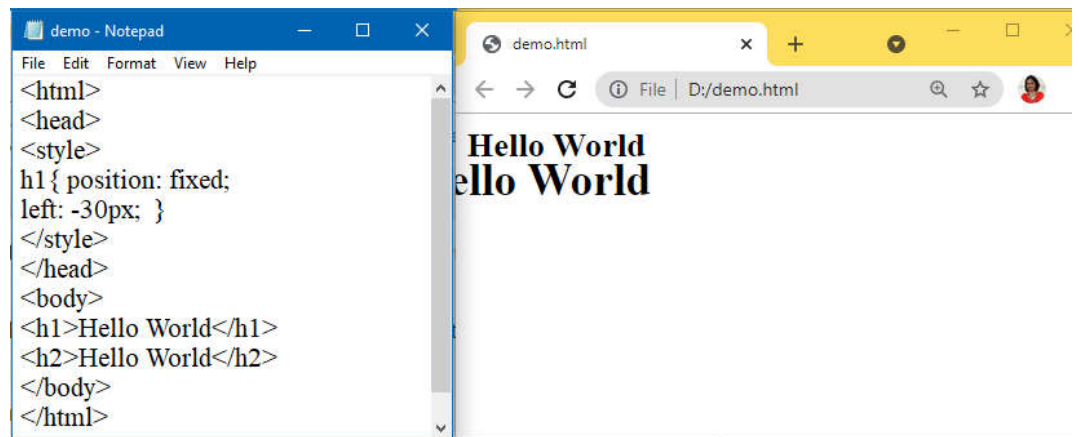 demo - Notepad
File Edit Format View Help
<html>
<head>
<style>
h1{ position: fixed;
left: -30px; }
</style>
</head>
<body>
<h1>Hello World</h1>
<h2>Hello World</h2>
</body>
</html>
demo.html
File | D:/demo.html
Hello World
ello World